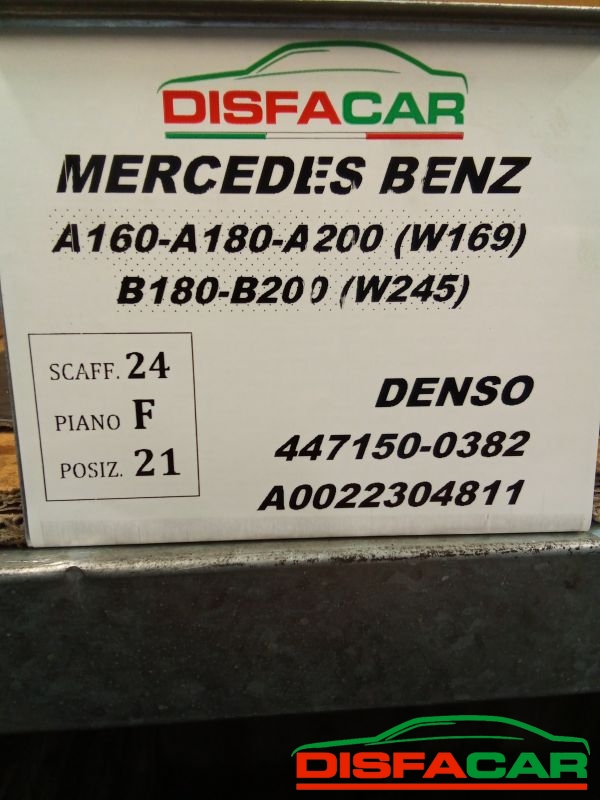 DISFACAR
MERCEDES BENZ
A160-A180-A200 (W169)
B180-B200 (W245)
SCAFF. 24
PIANO F
POSIZ. 21
DENSO
447150-0382
A0022304811
DISFACAR